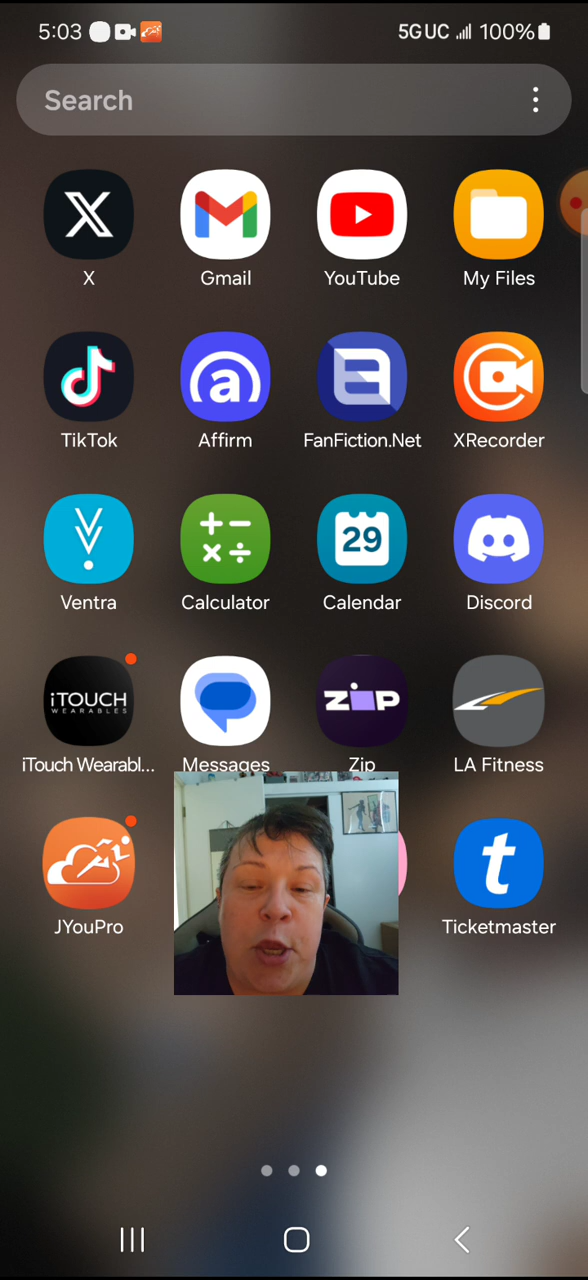 5:03 5G UC 100%
Search
X Gmail YouTube My Files
a
TikTok Affirm FanFiction.Net XRecorder
29
Ventra Calculator Calendar Discord
iTOUCH
WEARABLES
ZIP
iTouch Wearabl... Messages Zip LA Fitness
t
JYouPro Ticketmaster